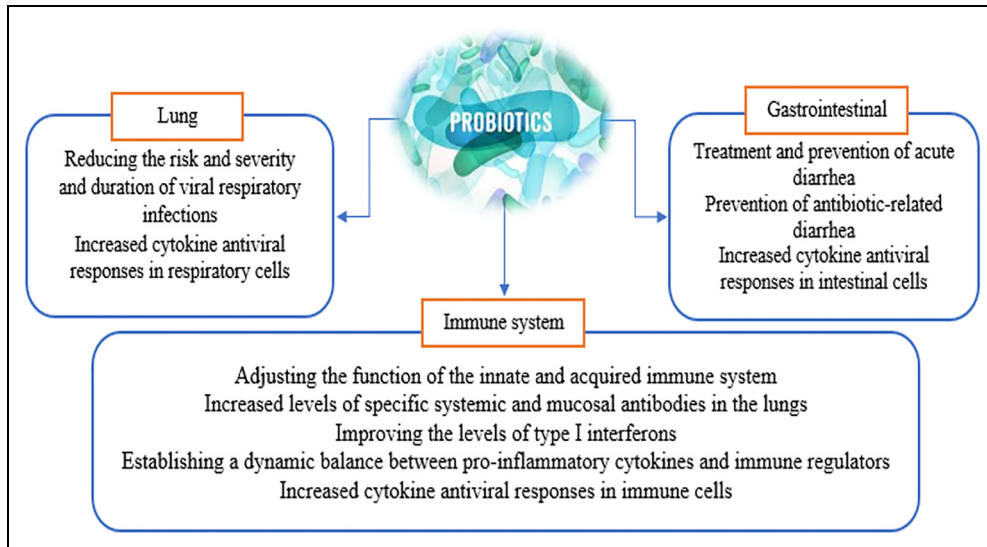 PROBIOTICS
Lung
Reducing the risk and severity
and duration of viral respiratory
infections
Increased cytokine antiviral
responses in respiratory cells
Gastrointestinal
Treatment and prevention of acute
diarrhea
Prevention of antibiotic-related
diarrhea
Increased cytokine antiviral
responses in intestinal cells
Immune system
Adjusting the function of the innate and acquired immune system
Increased levels of specific systemic and mucosal antibodies in the lungs
Improving the levels of type I interferons
Establishing a dynamic balance between pro-inflammatory cytokines and immune regulators
Increased cytokine antiviral responses in immune cells